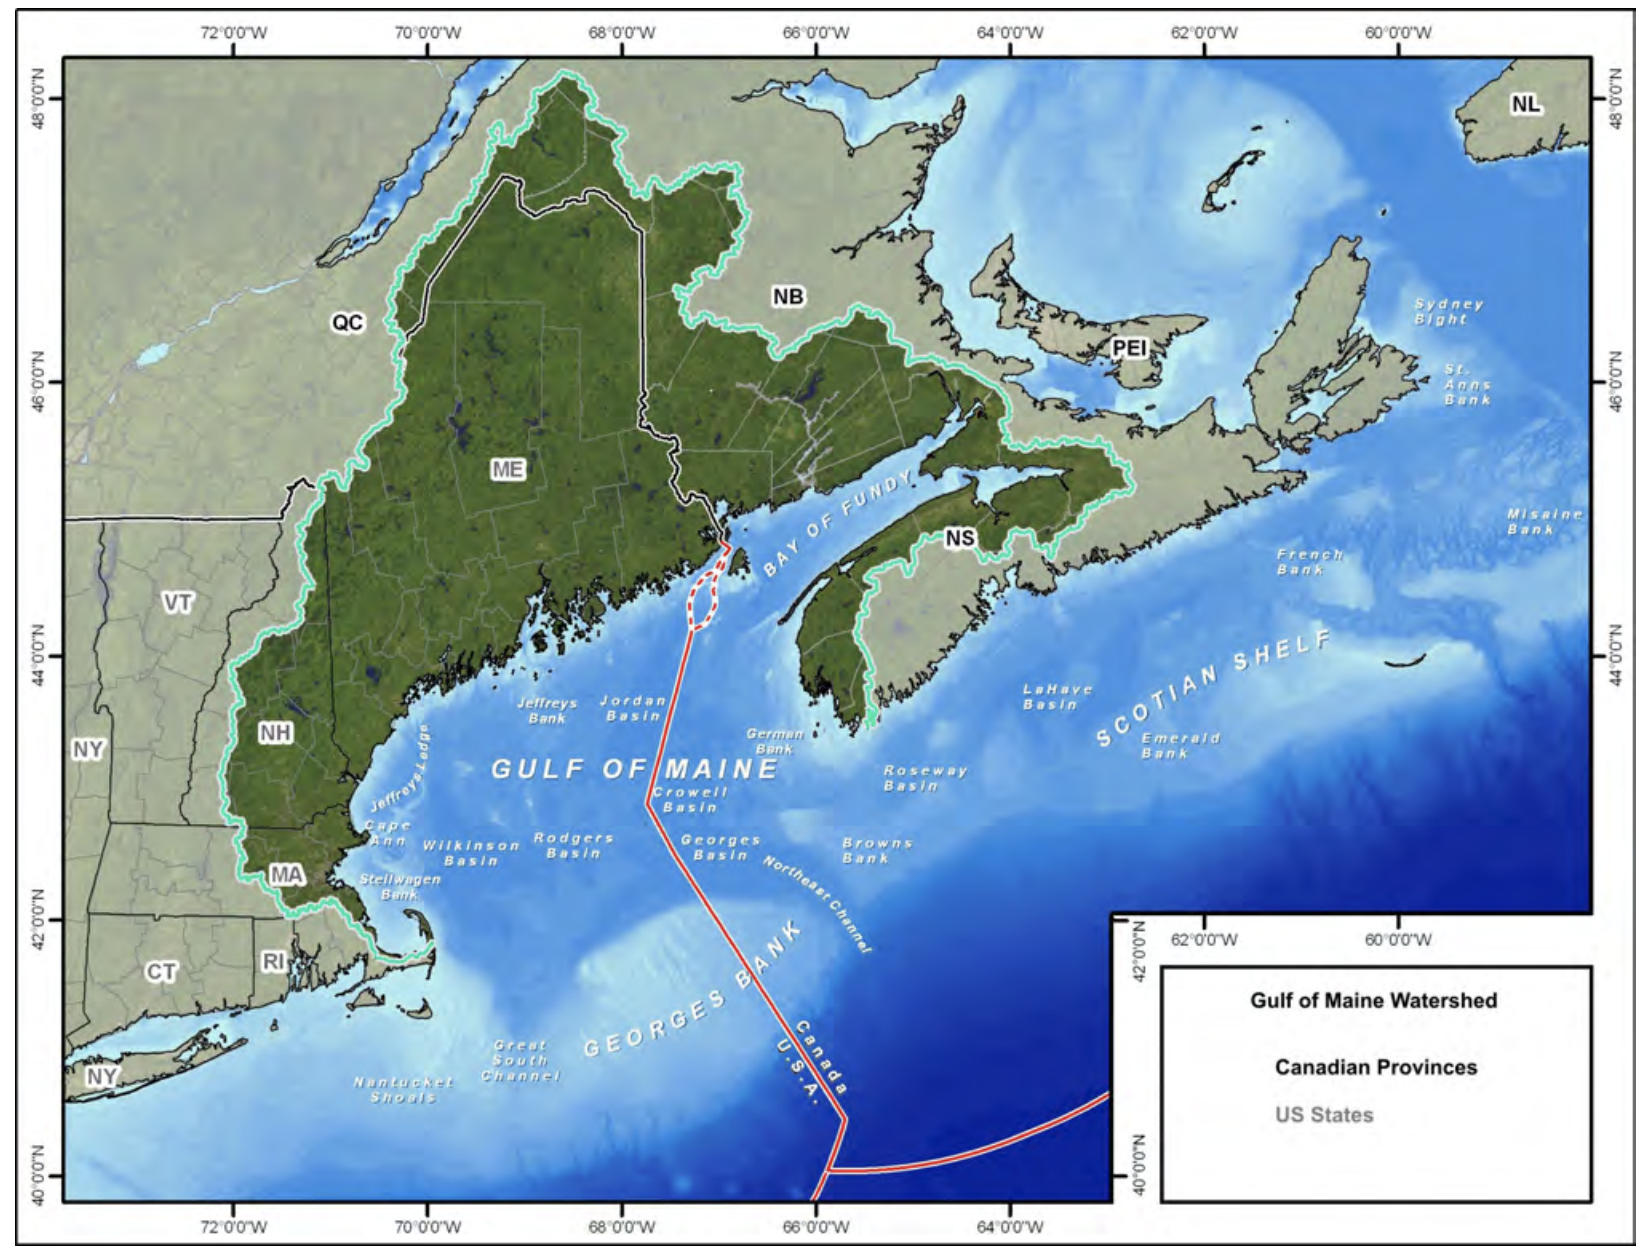 72°0'0"W 70°0'0"W 68°0'0"W 66°0'0"W 64°0'0"W 62°0'0"W 60°0'0"W
48°0'0"N
48°0'0"N
NL
NB
QC
PEI
Sydney
Bight
46°0'0"N
46°0'0"N
St.
Anns
Bank
ME
BAY OF FUNDY
NS
Misaine
Bank
French
Bank
VT
44°0'0"N
44°0'0"N
SCOTIAN SHELF
LaHave
Basin
Jeffreys
Bank
Jordan
Basin
NH
NY
German
Bank
Emerald
Bank
Jeffreys Ledge
GULF OF MAINE
Roseway
Basin
Crowell
Basin
Cape
Ann
Wilkinson
Basin
Rodgers
Basin
Georges
Basin
Browns
Bank
Northeast Channel
MA
Stellwagen
Bank
42°0'0"N
42°0'0"N
62°0'0"W 60°0'0"W
CT
RI
GEORGES BANK
Gulf of Maine Watershed
Canadian Provinces
US States
Canada
U.S.A.
Great
South
Channel
NY
Nantucket
Shoals
40°0'0"N
40°0'0"N
72°0'0"W 70°0'0"W 68°0'0"W 66°0'0"W 64°0'0"W